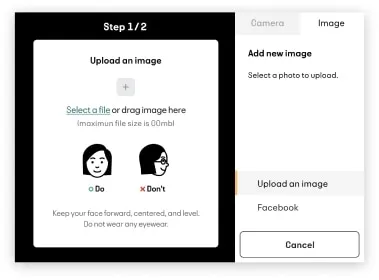 Step 1/2
Upload an image
+
Select a file or drag image here
(maximun file size is 00mb)
○ Do
× Don't
Keep your face forward, centered, and level.
Do not wear any eyewear.
Camera
Image
Add new image
Select a photo to upload.
Upload an image
Facebook
Cancel